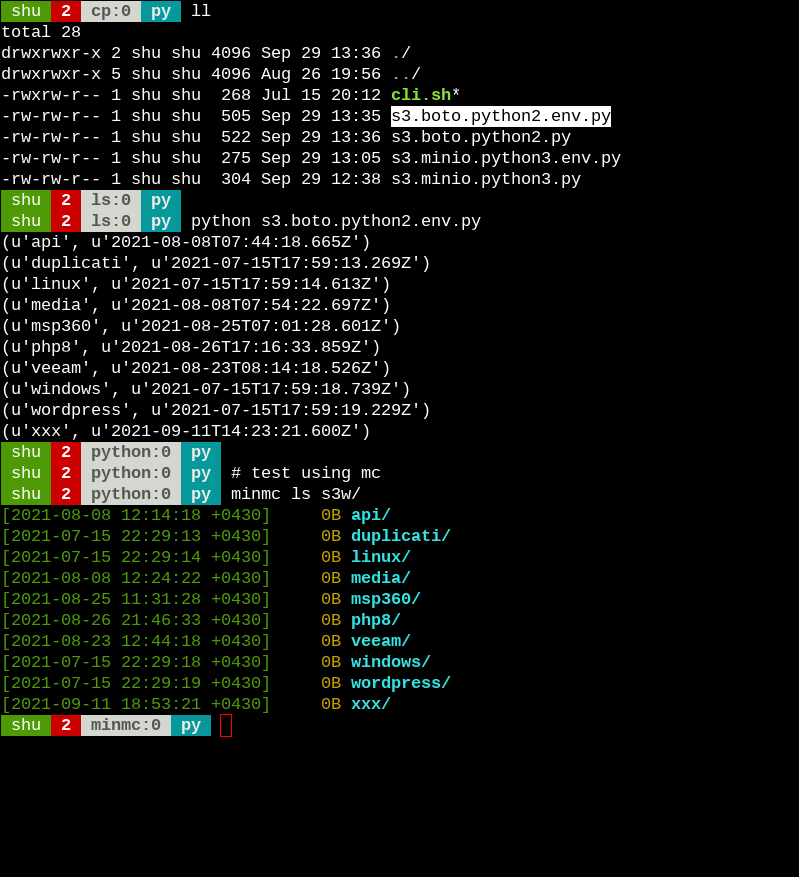 shu 2 cp:0 py ll
total 28
drwxrwxr-x 2 shu shu 4096 Sep 29 13:36 ./
drwxrwxr-x 5 shu shu 4096 Aug 26 19:56 ../
-rwxrw-r-- 1 shu shu  268 Jul 15 20:12 cli.sh*
-rw-rw-r-- 1 shu shu  505 Sep 29 13:35 s3.boto.python2.env.py
-rw-rw-r-- 1 shu shu  522 Sep 29 13:36 s3.boto.python2.py
-rw-rw-r-- 1 shu shu  275 Sep 29 13:05 s3.minio.python3.env.py
-rw-rw-r-- 1 shu shu  304 Sep 29 12:38 s3.minio.python3.py
shu 2 ls:0 py
shu 2 ls:0 py python s3.boto.python2.env.py
(u'api', u'2021-08-08T07:44:18.665Z')
(u'duplicati', u'2021-07-15T17:59:13.269Z')
(u'linux', u'2021-07-15T17:59:14.613Z')
(u'media', u'2021-08-08T07:54:22.697Z')
(u'msp360', u'2021-08-25T07:01:28.601Z')
(u'php8', u'2021-08-26T17:16:33.859Z')
(u'veeam', u'2021-08-23T08:14:18.526Z')
(u'windows', u'2021-07-15T17:59:18.739Z')
(u'wordpress', u'2021-07-15T17:59:19.229Z')
(u'xxx', u'2021-09-11T14:23:21.600Z')
shu 2 python:0 py
shu 2 python:0 py # test using mc
shu 2 python:0 py minmc ls s3w/
[2021-08-08 12:14:18 +0430]     0B api/
[2021-07-15 22:29:13 +0430]     0B duplicati/
[2021-07-15 22:29:14 +0430]     0B linux/
[2021-08-08 12:24:22 +0430]     0B media/
[2021-08-25 11:31:28 +0430]     0B msp360/
[2021-08-26 21:46:33 +0430]     0B php8/
[2021-08-23 12:44:18 +0430]     0B veeam/
[2021-07-15 22:29:18 +0430]     0B windows/
[2021-07-15 22:29:19 +0430]     0B wordpress/
[2021-09-11 18:53:21 +0430]     0B xxx/
shu 2 minmc:0 py